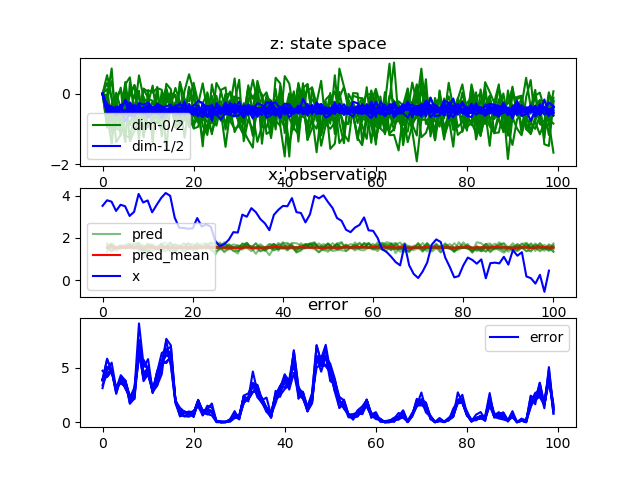 z: state space
0
−2
dim-0/2
dim-1/2
0 20 40 60 80 100
x:observation
4
2
0
pred
pred_mean
x
0 20 40 60 80 100
error
5
0
error
0 20 40 60 80 100